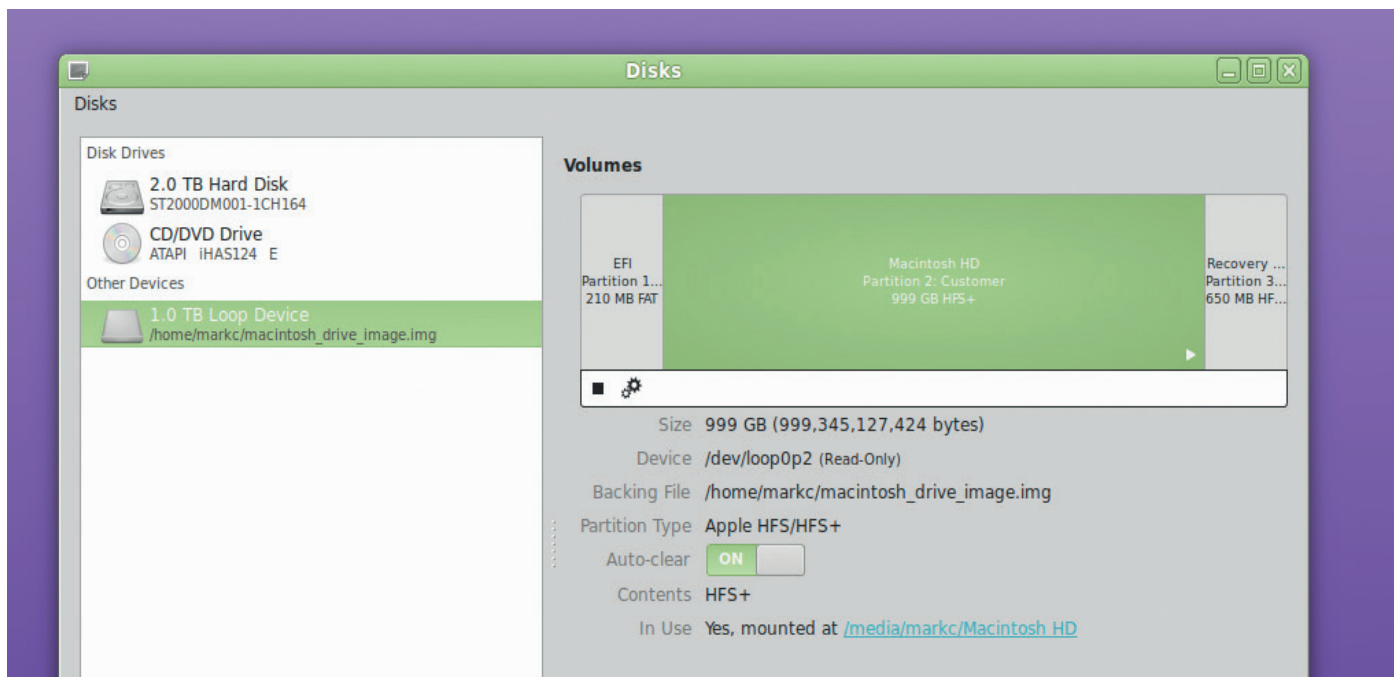 Disks
Disks
Disk Drives
2.0 TB Hard Disk
ST2000DM001-1CH164
CD/DVD Drive
ATAPI iHAS124 E
Other Devices
1.0 TB Loop Device
/home/markc/macintosh_drive_image.img
Volumes
EFI
Partition 1...
210 MB FAT
Macintosh HD
Partition 2: Customer
999 GB HFS+
Recovery ...
Partition 3...
650 MB HF...
Size 999 GB (999,345,127,424 bytes)
Device /dev/loop0p2 (Read-Only)
Backing File /home/markc/macintosh_drive_image.img
Partition Type Apple HFS/HFS+
Auto-clear ON
Contents HFS+
In Use Yes, mounted at /media/markc/Macintosh HD